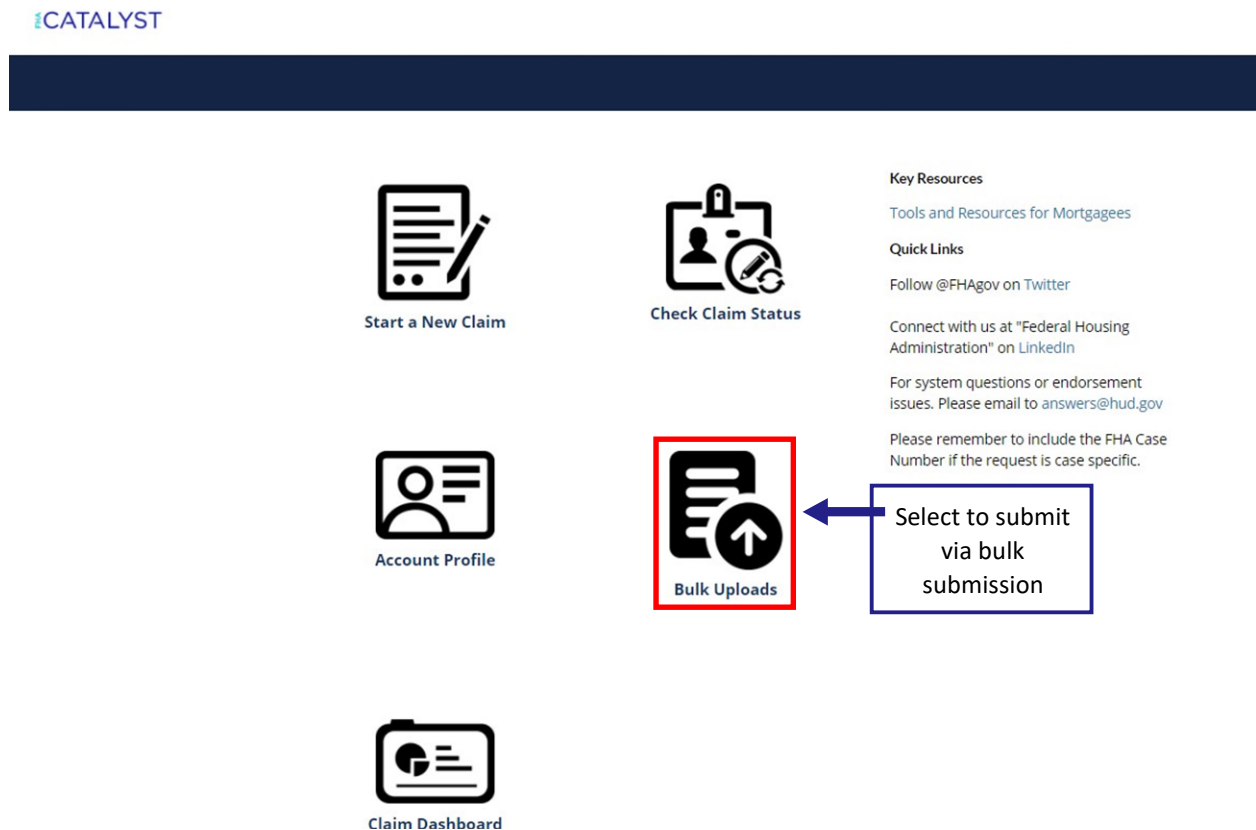 FHA CATALYST
Start a New Claim
Check Claim Status
Key Resources
Tools and Resources for Mortgagees
Quick Links
Follow @FHAgov on Twitter
Connect with us at "Federal Housing
Administration" on LinkedIn
For system questions or endorsement
issues. Please email to answers@hud.gov
Please remember to include the FHA Case
Number if the request is case specific.
Account Profile
Bulk Uploads
Select to submit
via bulk
submission
Claim Dashboard